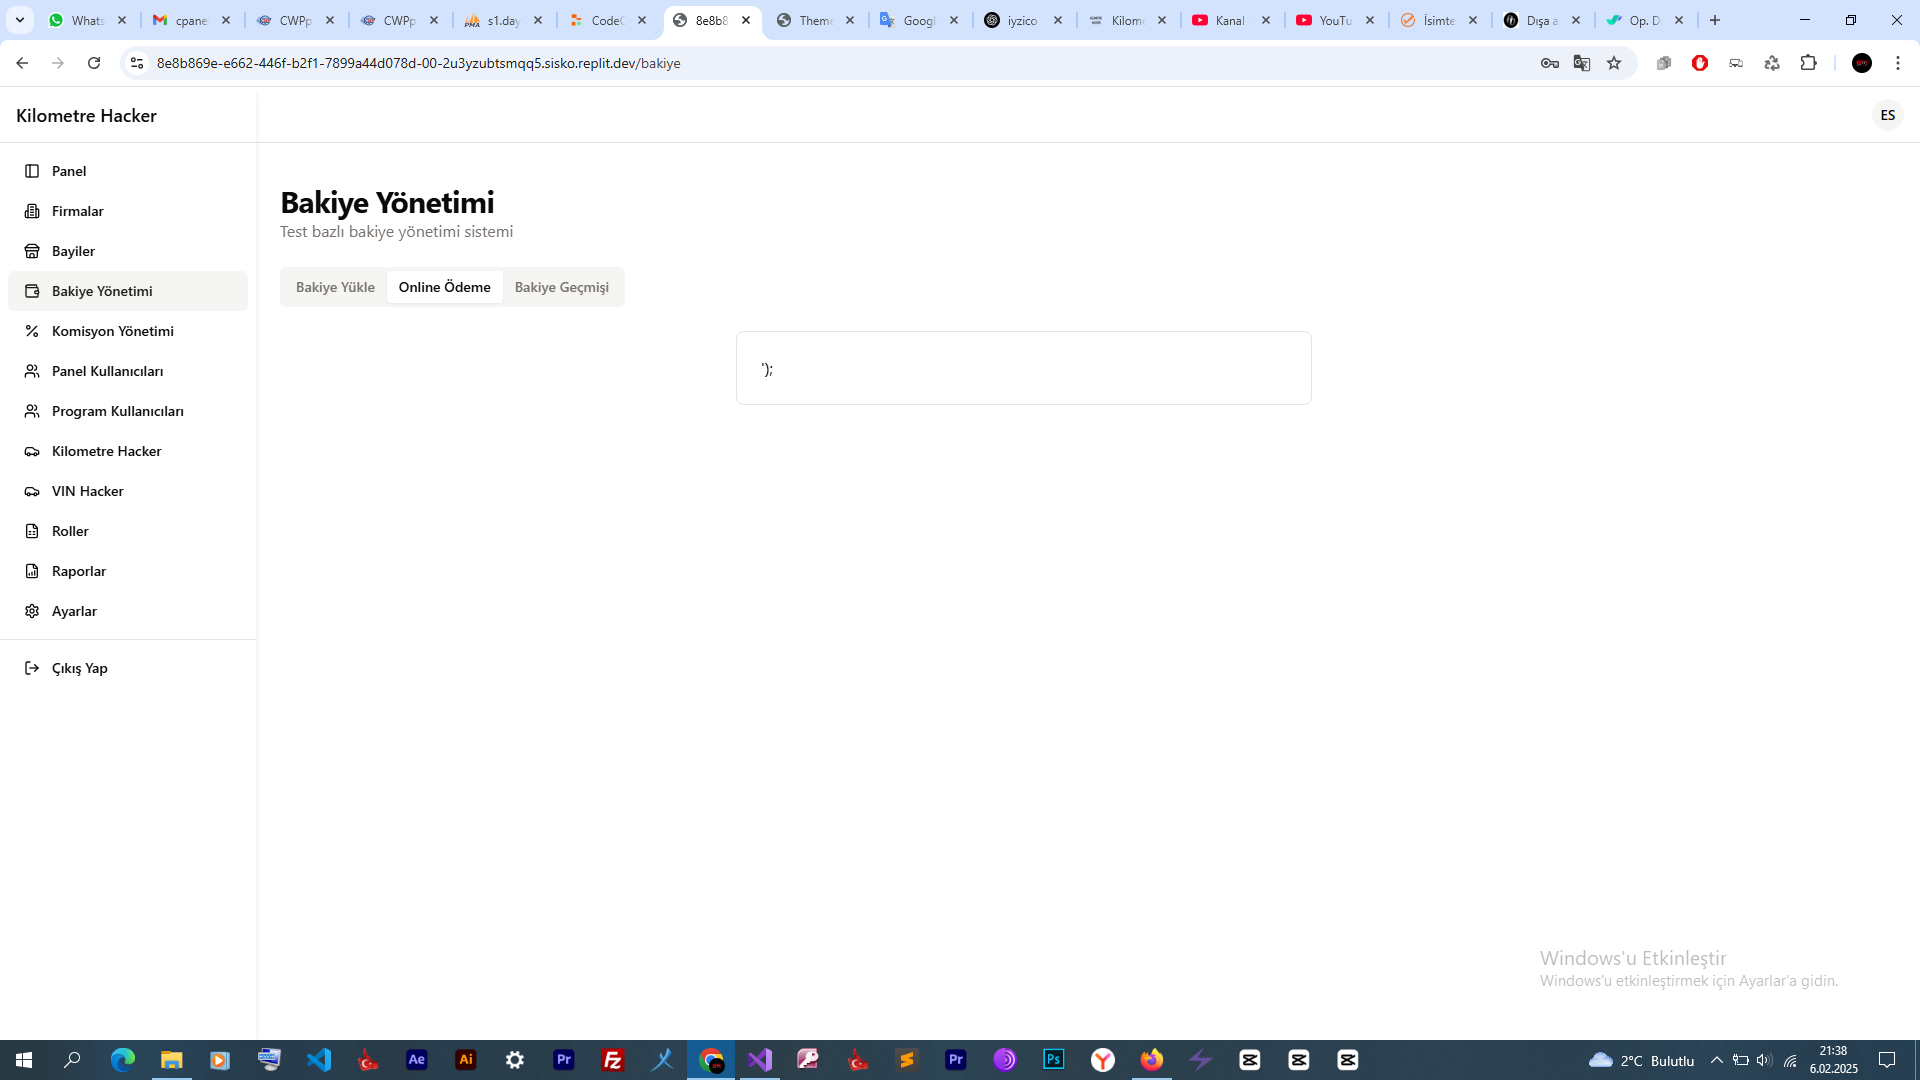 Whats
cpane
CWPp
CWPp
s1.day
CodeC
8e8b8
Theme
Googl
iyzico
Kilome
Kanal
YouTu
İsimte
Dışa a
Op. D
8e8b869e-e662-446f-b2f1-7899a44d078d-00-2u3yzubtsmqq5.sisko.replit.dev/bakiye
Kilometre Hacker
ES
Panel
Firmalar
Bayiler
Bakiye Yönetimi
Komisyon Yönetimi
Panel Kullanıcıları
Program Kullanıcıları
Kilometre Hacker
VIN Hacker
Roller
Raporlar
Ayarlar
Çıkış Yap
Bakiye Yönetimi
Test bazlı bakiye yönetimi sistemi
Bakiye Yükle
Online Ödeme
Bakiye Geçmişi
');
Windows'u Etkinleştir
Windows'u etkinleştirmek için Ayarlar'a gidin.
2°C Bulutlu
21:38
6.02.2025